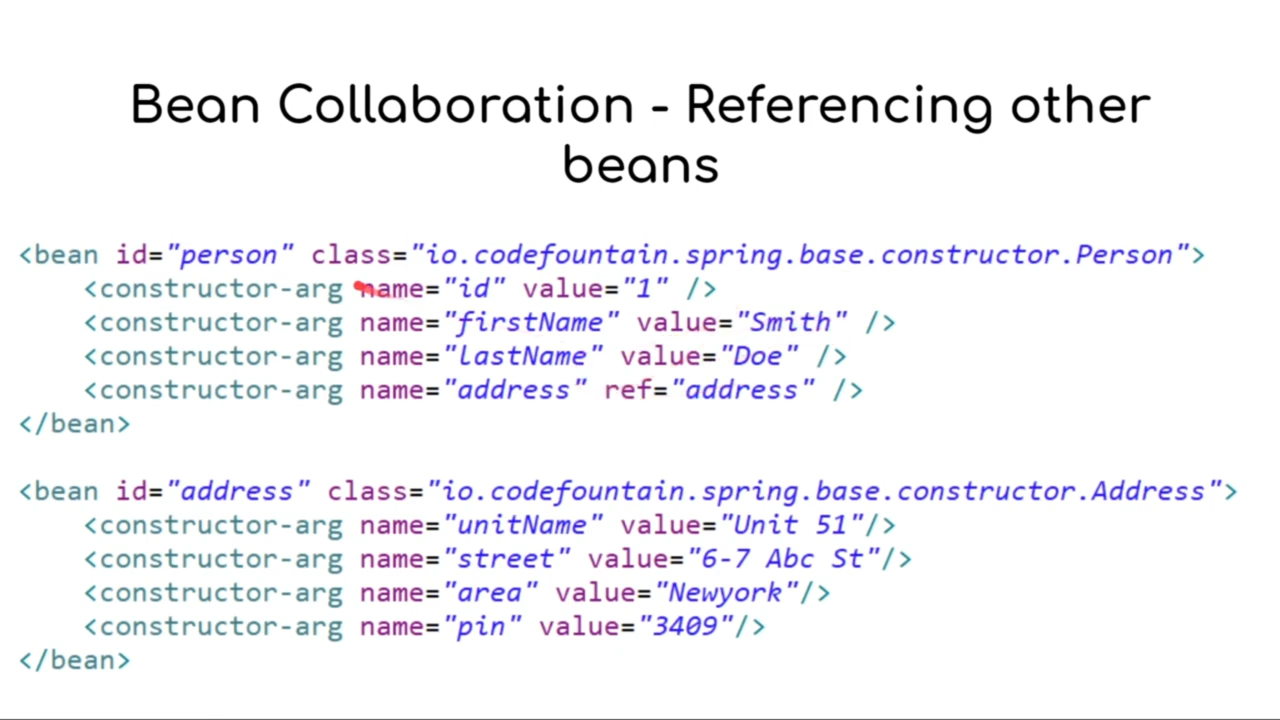 Bean Collaboration - Referencing other
beans
<bean id="person" class="io.codefountain.spring.base.constructor.Person">
<constructor-arg name="id" value="1" />
<constructor-arg name="firstName" value="Smith" />
<constructor-arg name="lastName" value="Doe" />
<constructor-arg name="address" ref="address" />
</bean>
<bean id="address" class="io.codefountain.spring.base.constructor.Address">
<constructor-arg name="unitName" value="Unit 51"/>
<constructor-arg name="street" value="6-7 Abc St"/>
<constructor-arg name="area" value="Newyork"/>
<constructor-arg name="pin" value="3409"/>
</bean>